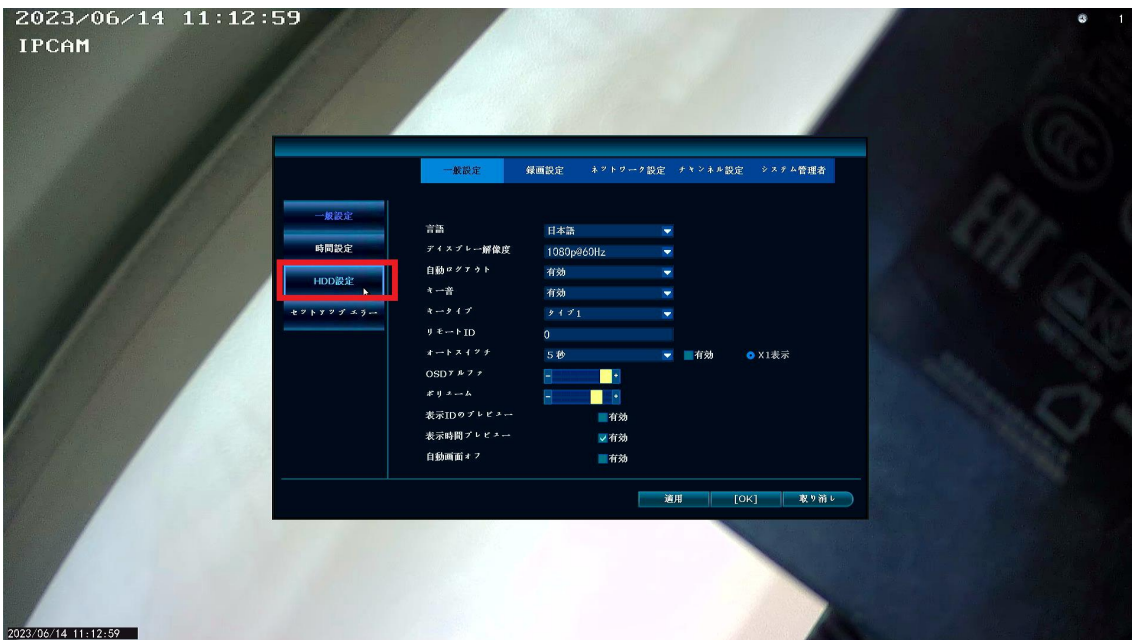 2023/06/14 11:12:59
1
IPCAM
一般設定 録画設定 ネットワーク設定 チャンネル設定 システム管理者
一般設定
時間設定
HDD設定
セットアップ エラー
言語 日本語
ディスプレー解像度 1080p@60Hz
自動ログアウト 有効
キー音 有効
キータイプ タイプ1
リモートID 0
オートスイッチ 5 秒 有効 X1表示
OSDアルファ - +
ボリューム - +
表示IDのプレビュー 有効
表示時間プレビュー 有効
自動画面オフ 有効
適用 [OK] 取り消し
2023/06/14 11:12:59